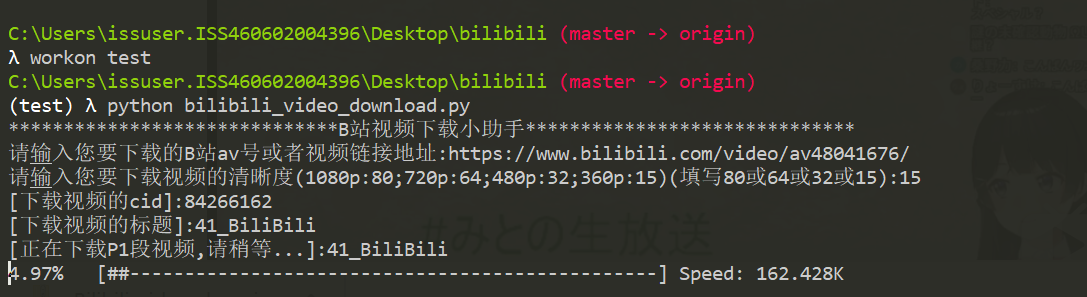 C:\Users\issuser.ISS460602004396\Desktop\bilibili (master -> origin)
λ workon test
C:\Users\issuser.ISS460602004396\Desktop\bilibili (master -> origin)
(test) λ python bilibili_video_download.py
******************************B站视频下载小助手******************************
请输入您要下载的B站av号或者视频链接地址:https://www.bilibili.com/video/av48041676/
请输入您要下载视频的清晰度(1080p:80;720p:64;480p:32;360p:15)(填写80或64或32或15):15
[下载视频的cid]:84266162
[下载视频的标题]:41_BiliBili
#みとの生放送
[正在下载P1段视频,请稍等...]:41_BiliBili
4.97% [##------------------------------------------------] Speed: 162.428K